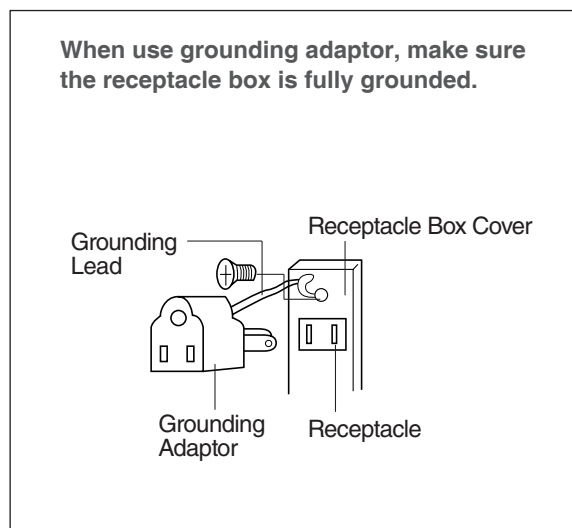 When use grounding adaptor, make sure
the receptacle box is fully grounded.
Receptacle Box Cover
Grounding
Lead
Grounding
Adaptor
Receptacle